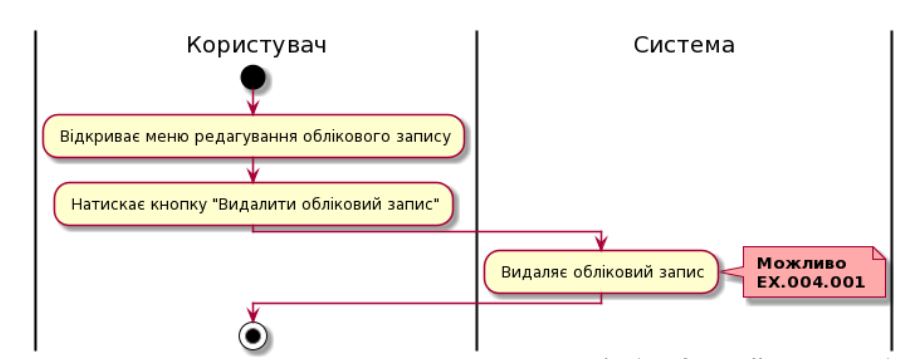 Користувач
Система
Відкриває меню редагування облікового запису
Натискає кнопку "Видалити обліковий запис"
Видаляє обліковий запис
Можливо
EX.004.001